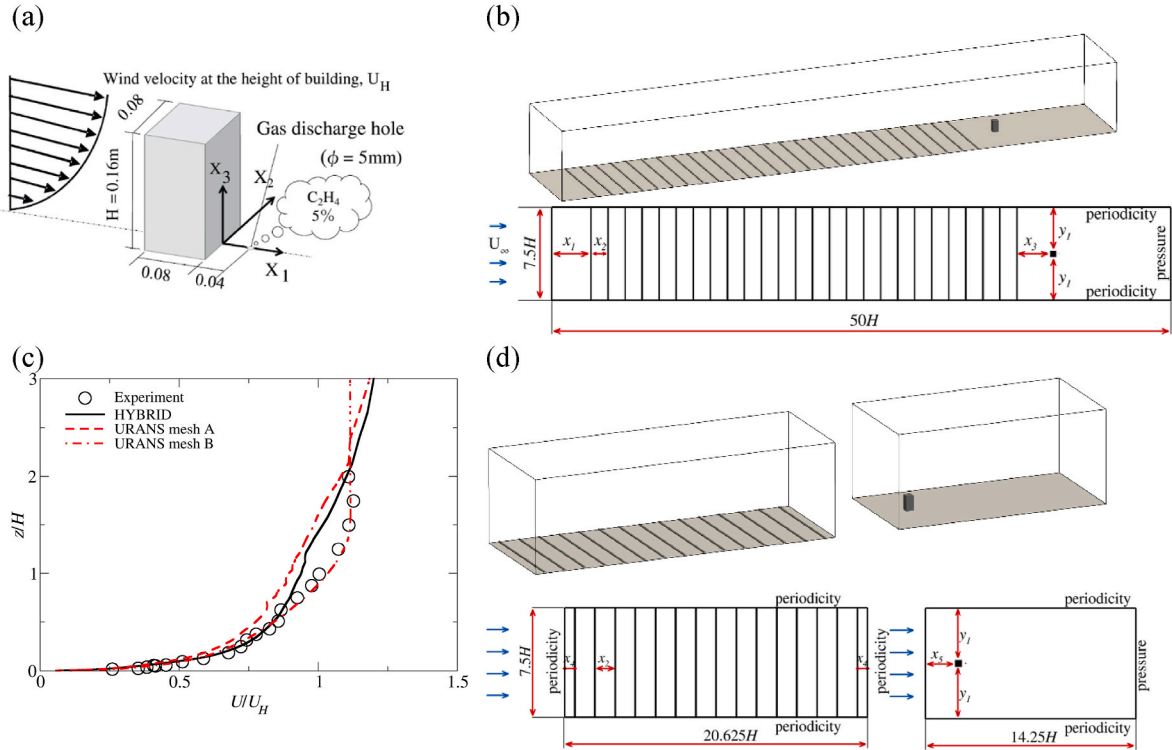 (a)
Wind velocity at the height of building, U_H
0.08
Gas discharge hole
(ϕ = 5mm)
H = 0.16m
X_3
X_2
C_2H_4
5%
X_1
0.08
0.04
(b)
periodicity
U_∞
7.5H
x_1
x_2
x_3
y_1
y_1
pressure
periodicity
50H
(c)
Experiment
HYBRID
URANS mesh A
URANS mesh B
3
2
1
0
z/H
0
0.5
1
1.5
U/U_H
(d)
periodicity
periodicity
7.5H
periodicity
x_4
x_2
x_4
periodicity
x_5
y_1
y_1
pressure
periodicity
periodicity
20.625H
14.25H